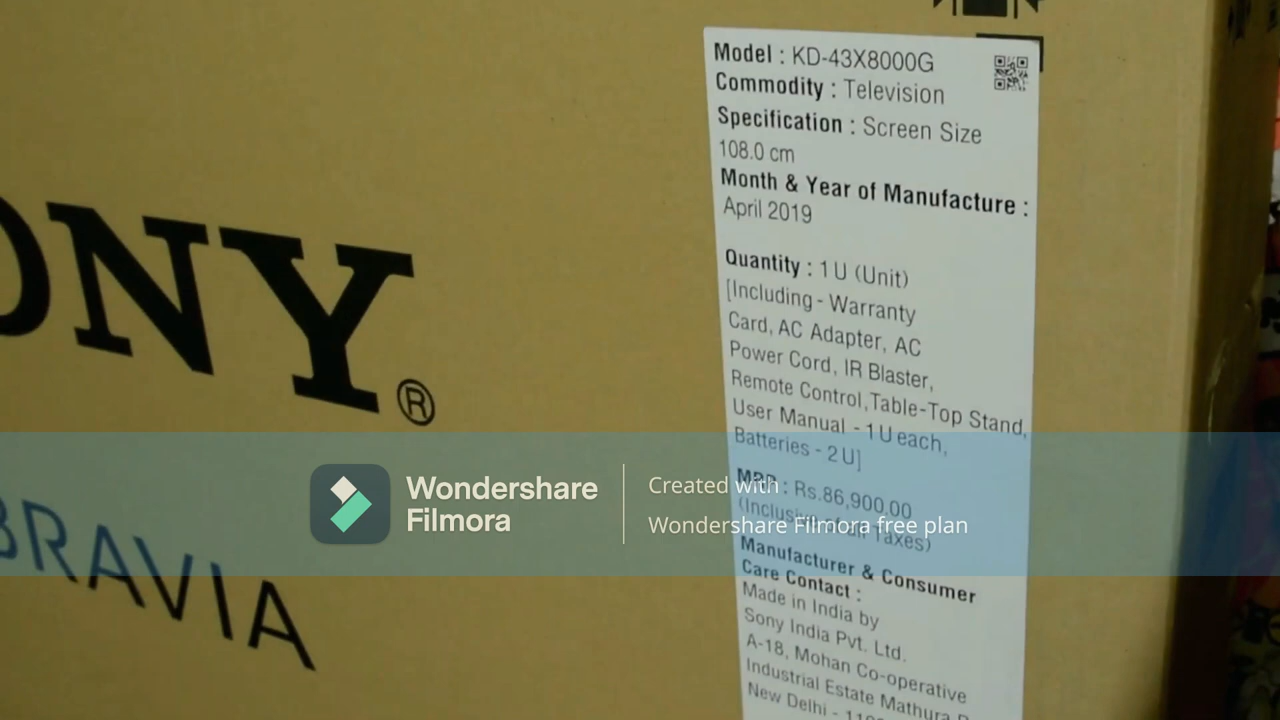 ONY®
BRAVIA
Model : KD-43X8000G
Commodity : Television
Specification : Screen Size
108.0 cm
Month & Year of Manufacture :
April 2019
Quantity : 1 U (Unit)
[Including - Warranty
Card, AC Adapter, AC
Power Cord, IR Blaster,
Remote Control,Table-Top Stand,
User Manual - 1 U each,
Batteries - 2 U]
MRP : Rs.86,900.00
(Inclusive of all Taxes)
Manufacturer & Consumer
Care Contact :
Made in India by
Sony India Pvt. Ltd.
A-18, Mohan Co-operative
Industrial Estate Mathura
New Delhi -
Wondershare
Filmora
Created with
Wondershare Filmora free plan